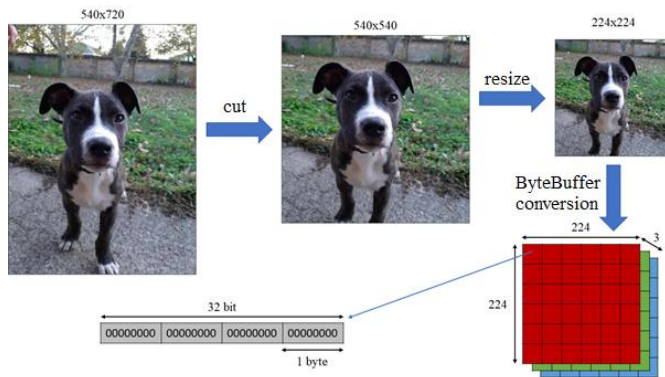 540x720
540x540
224x224
cut
resize
ByteBuffer
conversion
224
3
224
32 bit
00000000 00000000 00000000 00000000
1 byte